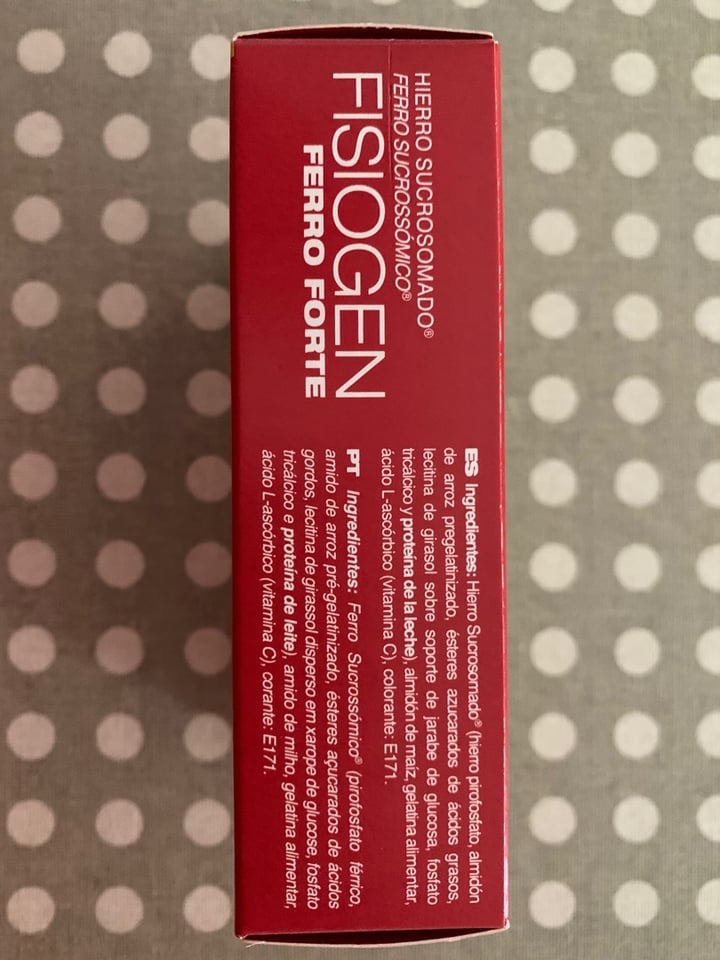 HIERRO SUCROSOMADO®
FERRO SUCROSSÓMICO®
FISIOGEN
FERRO FORTE
ES Ingredientes: Hierro Sucrosomado® (hierro pirofosfato, almidón
de arroz pregelatinizado, ésteres azucarados de ácidos grasos,
lecitina de girasol sobre soporte de jarabe de glucosa, fosfato
tricálcico y proteína de la leche), almidón de maíz, gelatina alimentar,
ácido L-ascórbico (vitamina C), colorante: E171.
PT Ingredientes: Ferro Sucrossómico® (pirofosfato férrico,
amido de arroz pré-gelatinizado, ésteres açucarados de ácidos
gordos, lecitina de girassol disperso em xarope de glucose, fosfato
tricálcico e proteína de leite), amido de milho, gelatina alimentar,
ácido L-ascórbico (vitamina C), corante: E171.